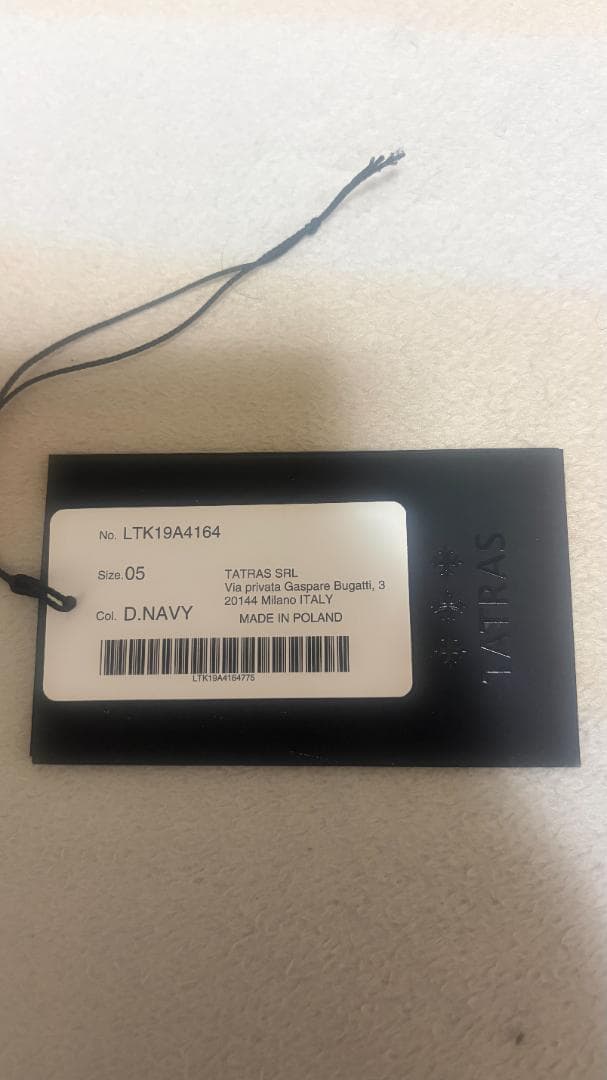 No. LTK19A4164
Size. 05
Col. D.NAVY
TATRAS SRL
Via privata Gaspare Bugatti, 3
20144 Milano ITALY
MADE IN POLAND
LTK19A4164775
TATRAS